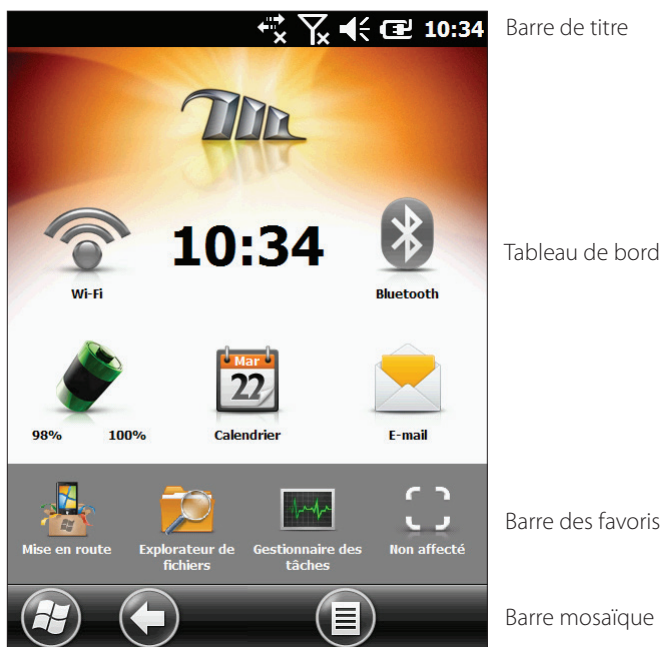 10:34
Barre de titre
10:34
Tableau de bord
Wi-Fi
Bluetooth
Mar
22
98% 100%
Calendrier
E-mail
Barre des favoris
Mise en route
Explorateur de
fichiers
Gestionnaire des
tâches
Non affecté
Barre mosaïque